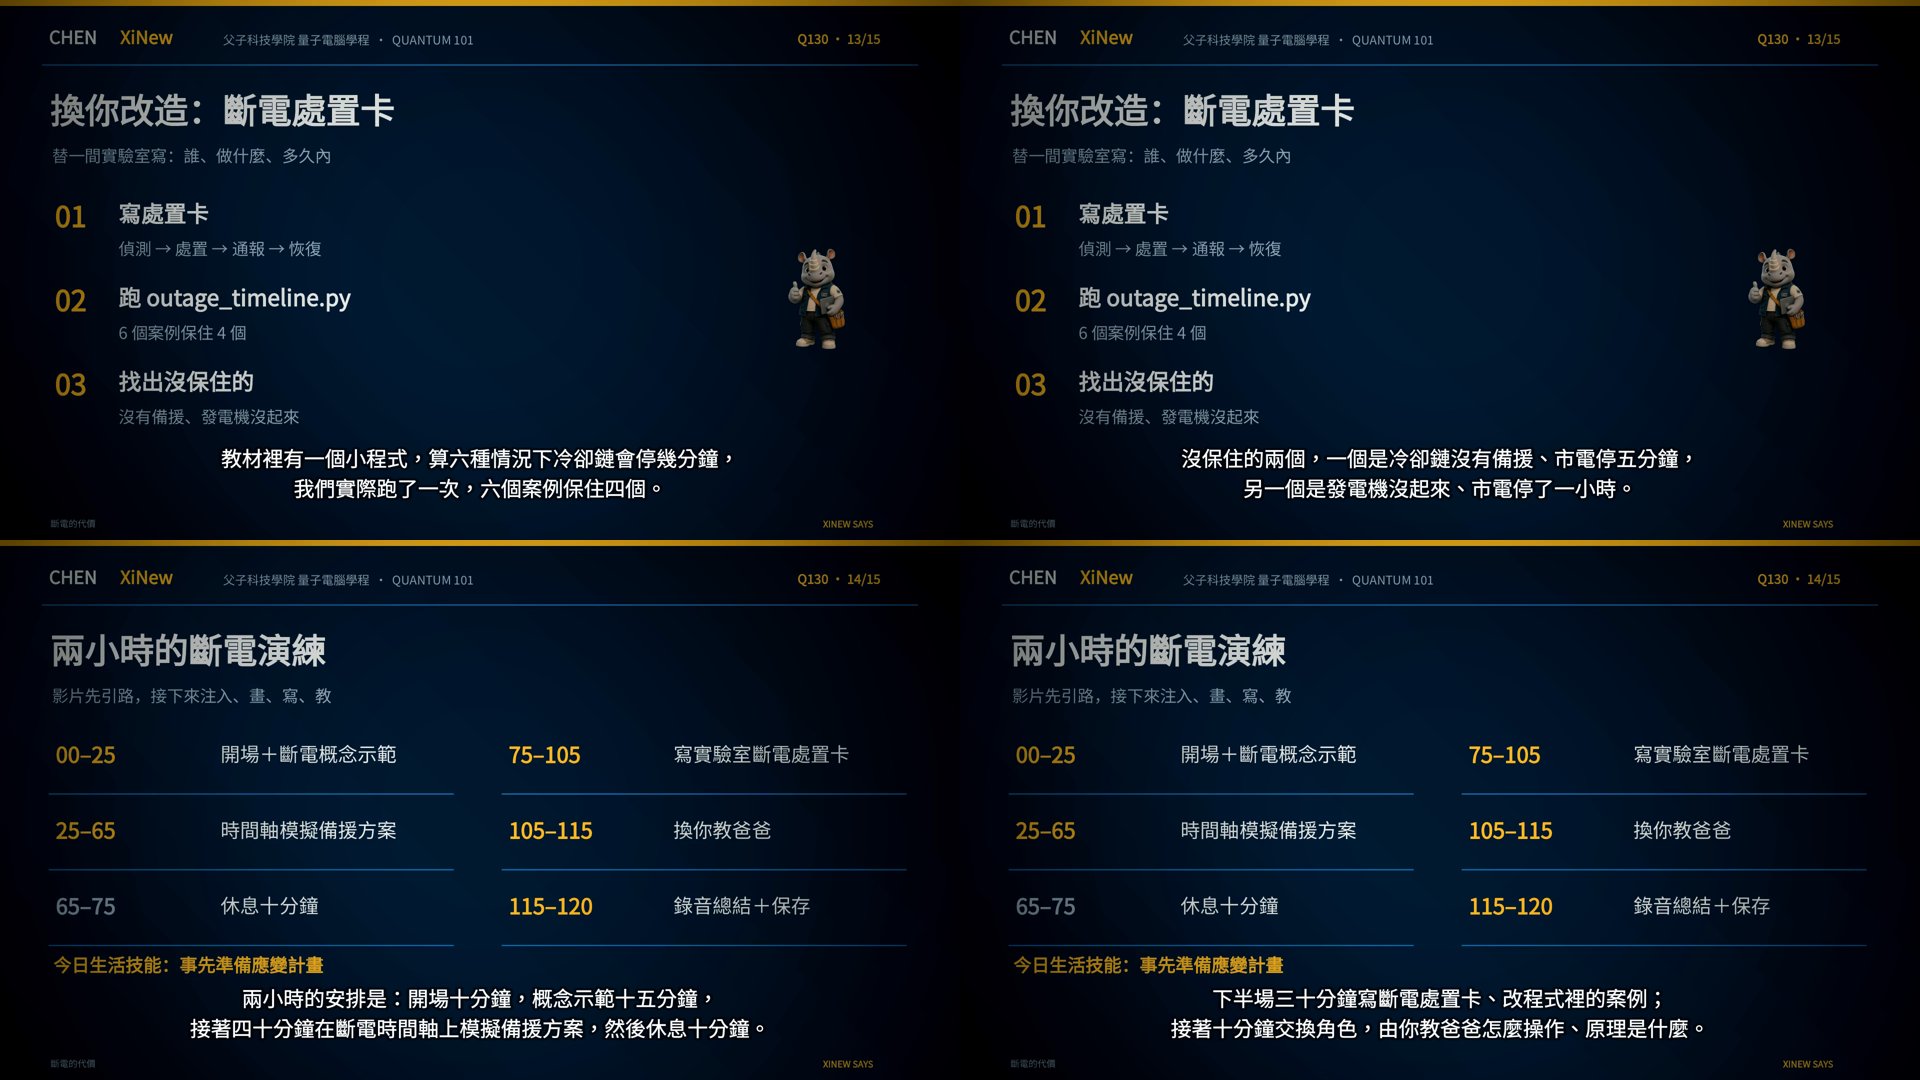 CHEN XiNew 父子科技學院 量子電腦學程 · QUANTUM 101 Q130 · 13/15
換你改造：斷電處置卡
替一間實驗室寫：誰、做什麼、多久內
01 寫處置卡
偵測 → 處置 → 通報 → 恢復
02 跑 outage_timeline.py
6 個案例保住 4 個
03 找出沒保住的
沒有備援、發電機沒起來
教材裡有一個小程式，算六種情況下冷卻鏈會停幾分鐘，
我們實際跑了一次，六個案例保住四個。
斷電的代價 XINEW SAYS
CHEN XiNew 父子科技學院 量子電腦學程 · QUANTUM 101 Q130 · 13/15
換你改造：斷電處置卡
替一間實驗室寫：誰、做什麼、多久內
01 寫處置卡
偵測 → 處置 → 通報 → 恢復
02 跑 outage_timeline.py
6 個案例保住 4 個
03 找出沒保住的
沒有備援、發電機沒起來
沒保住的兩個，一個是冷卻鏈沒有備援、市電停五分鐘，
另一個是發電機沒起來、市電停了一小時。
斷電的代價 XINEW SAYS
CHEN XiNew 父子科技學院 量子電腦學程 · QUANTUM 101 Q130 · 14/15
兩小時的斷電演練
影片先引路，接下來注入、畫、寫、教
00–25 開場＋斷電概念示範 75–105 寫實驗室斷電處置卡
25–65 時間軸模擬備援方案 105–115 換你教爸爸
65–75 休息十分鐘 115–120 錄音總結＋保存
今日生活技能：事先準備應變計畫
兩小時的安排是：開場十分鐘，概念示範十五分鐘，
接著四十分鐘在斷電時間軸上模擬備援方案，然後休息十分鐘。
斷電的代價 XINEW SAYS
CHEN XiNew 父子科技學院 量子電腦學程 · QUANTUM 101 Q130 · 14/15
兩小時的斷電演練
影片先引路，接下來注入、畫、寫、教
00–25 開場＋斷電概念示範 75–105 寫實驗室斷電處置卡
25–65 時間軸模擬備援方案 105–115 換你教爸爸
65–75 休息十分鐘 115–120 錄音總結＋保存
今日生活技能：事先準備應變計畫
下半場三十分鐘寫斷電處置卡、改程式裡的案例；
接著十分鐘交換角色，由你教爸爸怎麼操作、原理是什麼。
斷電的代價 XINEW SAYS